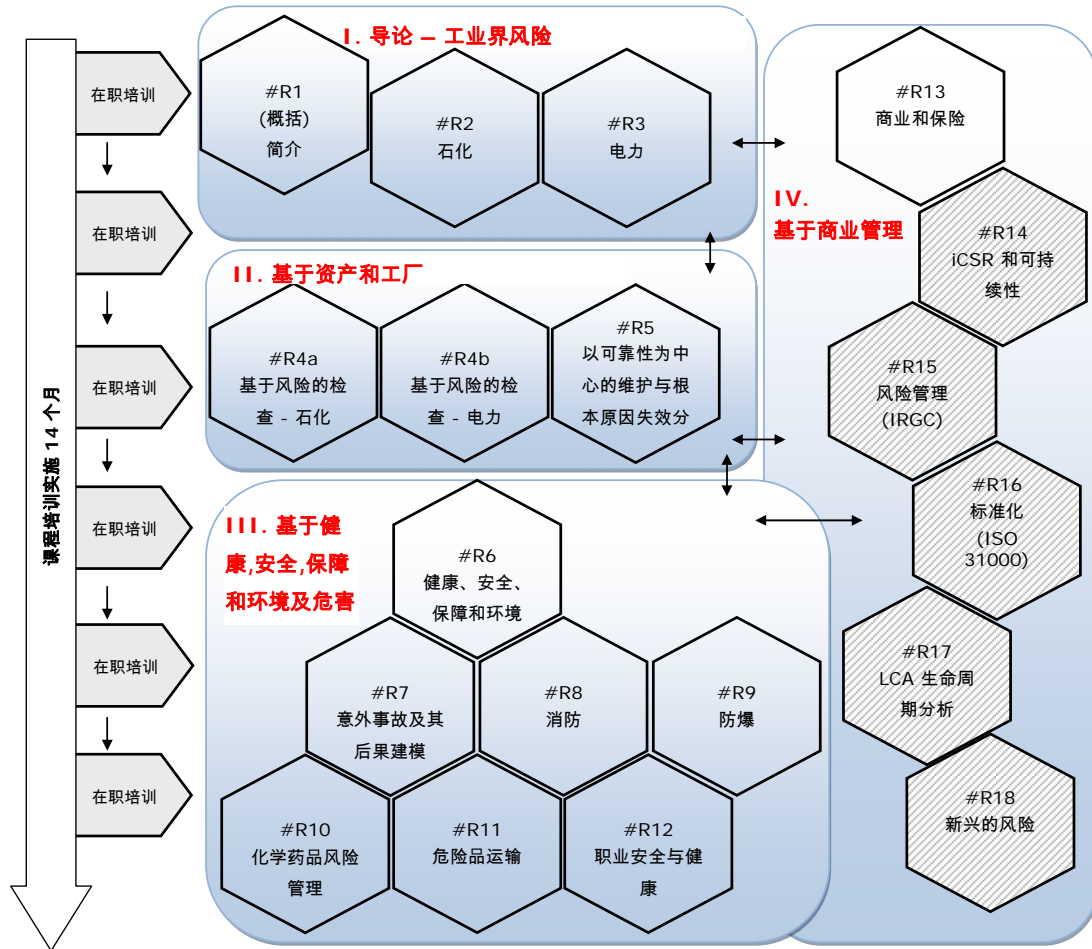 课程培训实施 14 个月
在职培训
在职培训
在职培训
在职培训
在职培训
在职培训
I. 导论 – 工业界风险
#R1
(概括)
简介
#R2
石化
#R3
电力
II. 基于资产和工厂
#R4a
基于风险的检
查 - 石化
#R4b
基于风险的检
查 - 电力
#R5
以可靠性为中
心的维护与根
本原因失效分
III. 基于健
康,安全,保障
和环境及危害
#R6
健康、安全、
保障和环境
#R7
意外事故及其
后果建模
#R8
消防
#R9
防爆
#R10
化学药品风险
管理
#R11
危险品运输
#R12
职业安全与健
康
IV.
基于商业管理
#R13
商业和保险
#R14
iCSR 和可持
续性
#R15
风险管理
(IRGC)
#R16
标准化
(ISO
31000)
#R17
LCA 生命周
期分析
#R18
新兴的风险